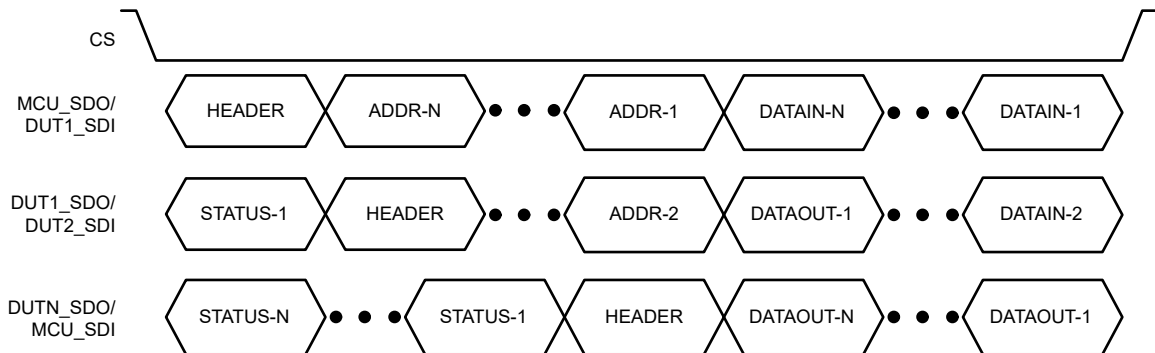 CS
MCU_SDO/
DUT1_SDI
HEADER
ADDR-N
ADDR-1
DATAIN-N
DATAIN-1
DUT1_SDO/
DUT2_SDI
STATUS-1
HEADER
ADDR-2
DATAOUT-1
DATAIN-2
DUTN_SDO/
MCU_SDI
STATUS-N
STATUS-1
HEADER
DATAOUT-N
DATAOUT-1